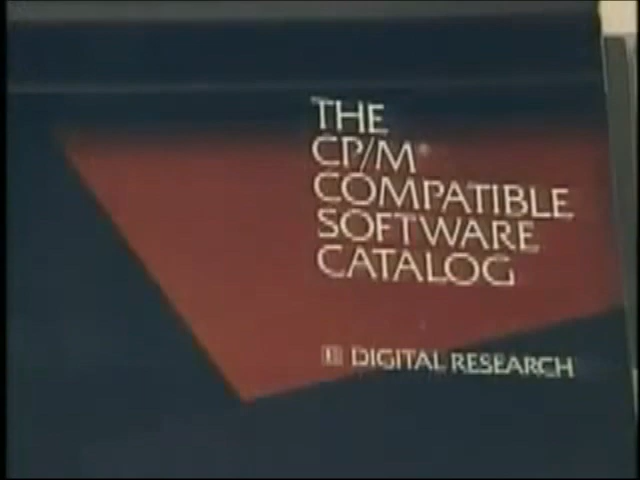 THE
CP/M®
COMPATIBLE
SOFTWARE
CATALOG
DIGITAL RESEARCH